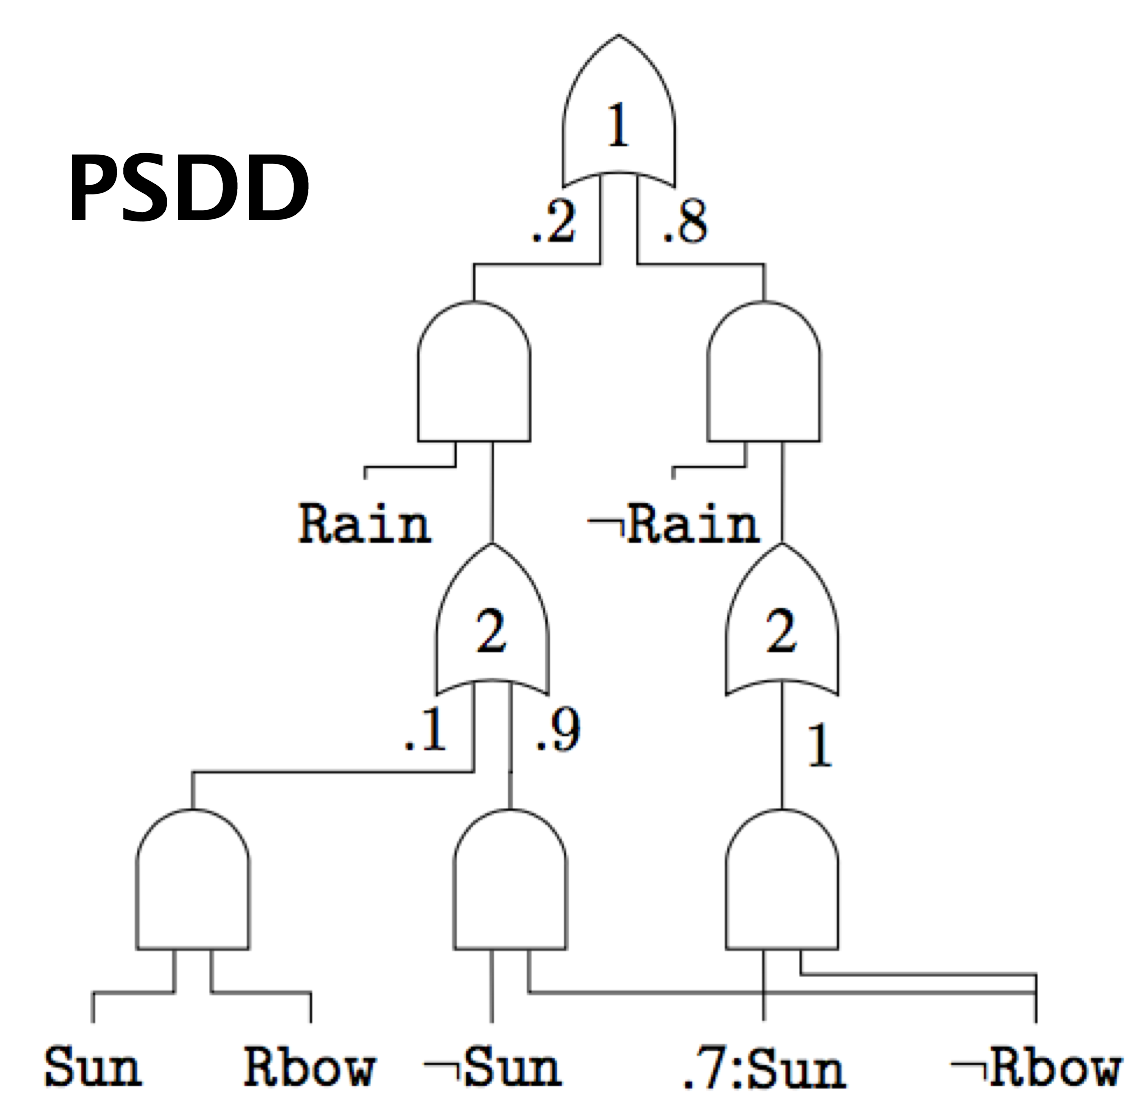 1
PSDD
.2 .8
Rain ¬Rain
2 2
.1 .9 1
Sun Rbow ¬Sun .7:Sun ¬Rbow